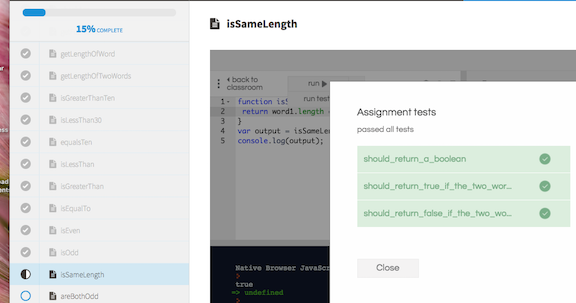 15% COMPLETE
getLengthOfWord
getLengthOfTwoWords
isGreaterThanTen
isLessThan30
equalsTen
isLessThan
isGreaterThan
isEqualTo
isEven
isOdd
isSameLength
areBothOdd
isSameLength
back to
classroom
run
run test
1 function isS
2 return word1.length =
3 }
4 var output = isSameLen
5 console.log(output);
Native Browser JavaScr
>
true
=> undefined
>
Assignment tests
passed all tests
should_return_a_boolean
should_return_true_if_the_two_wor...
should_return_false_if_the_two_wo...
Close